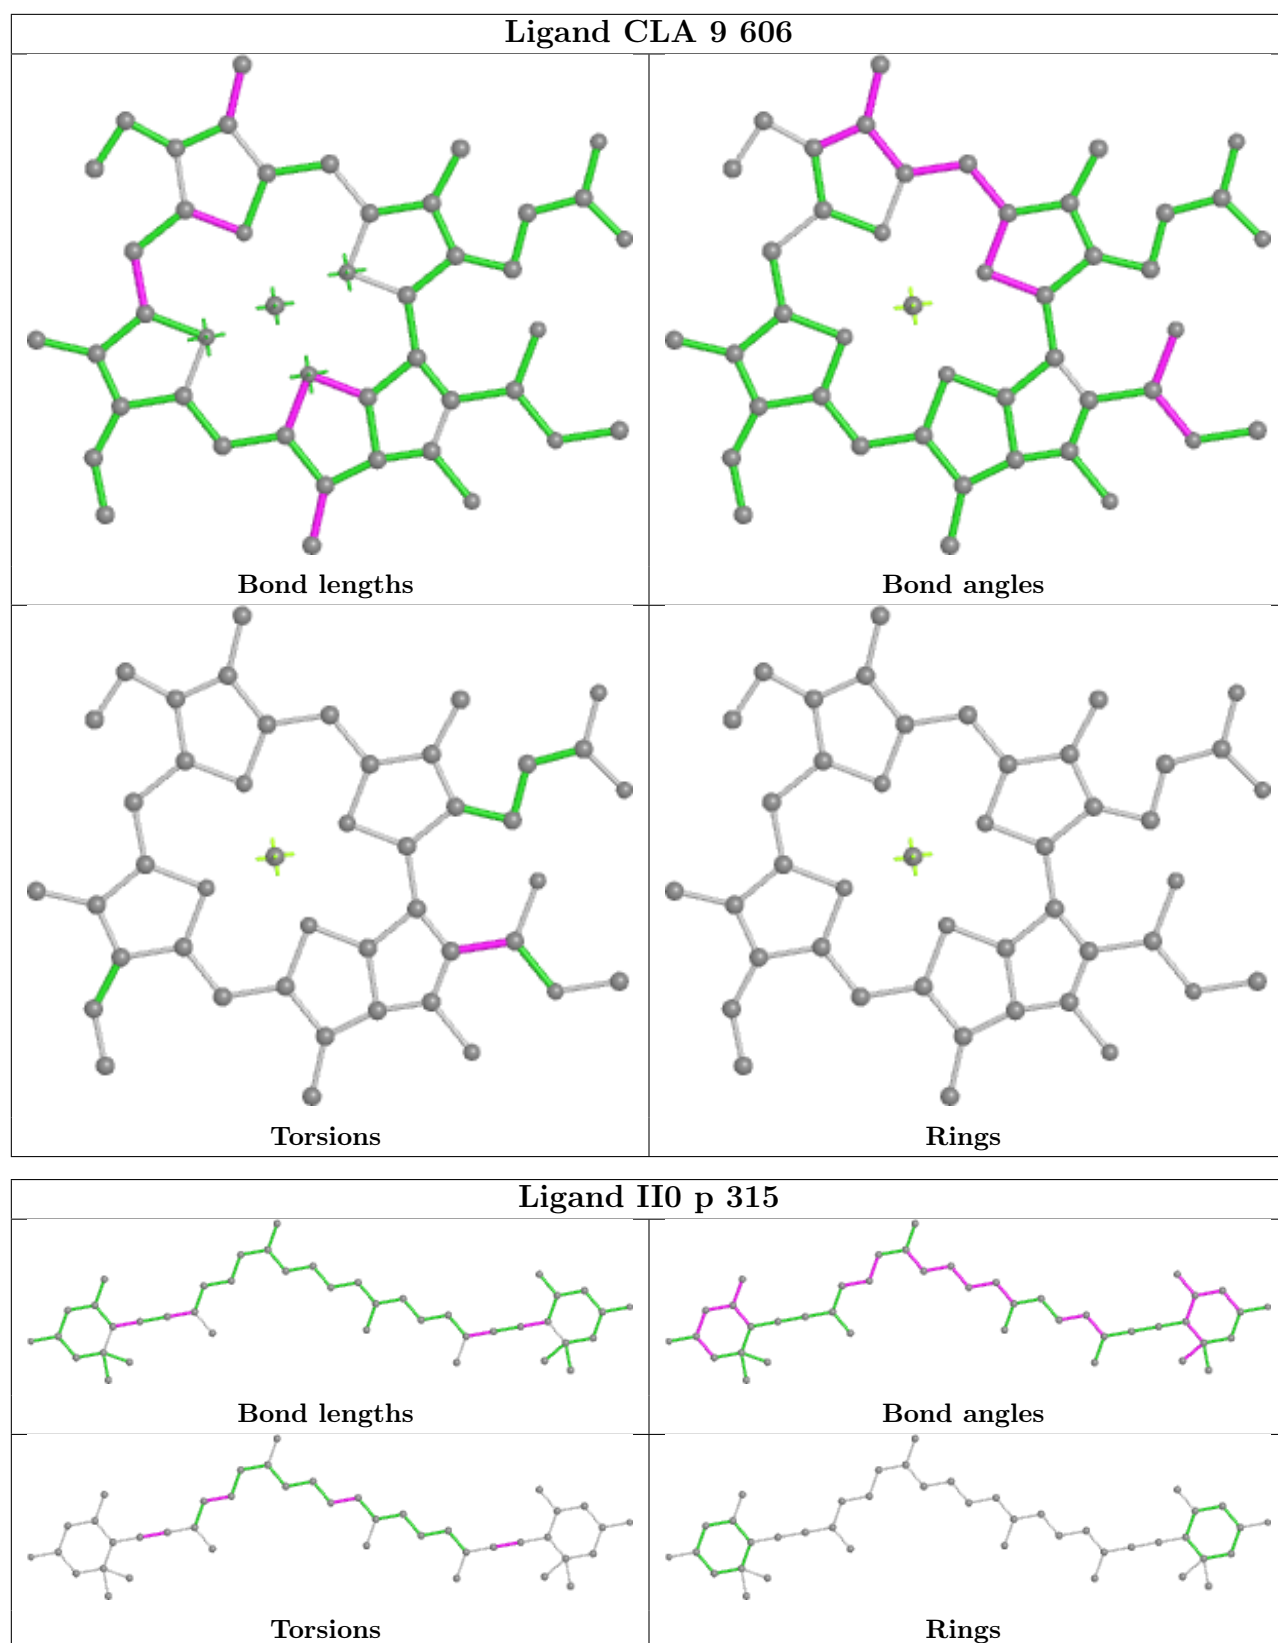 Ligand CLA 9 606
Bond lengths
Bond angles
Torsions
Rings
Ligand II0 p 315
Bond lengths
Bond angles
Torsions
Rings